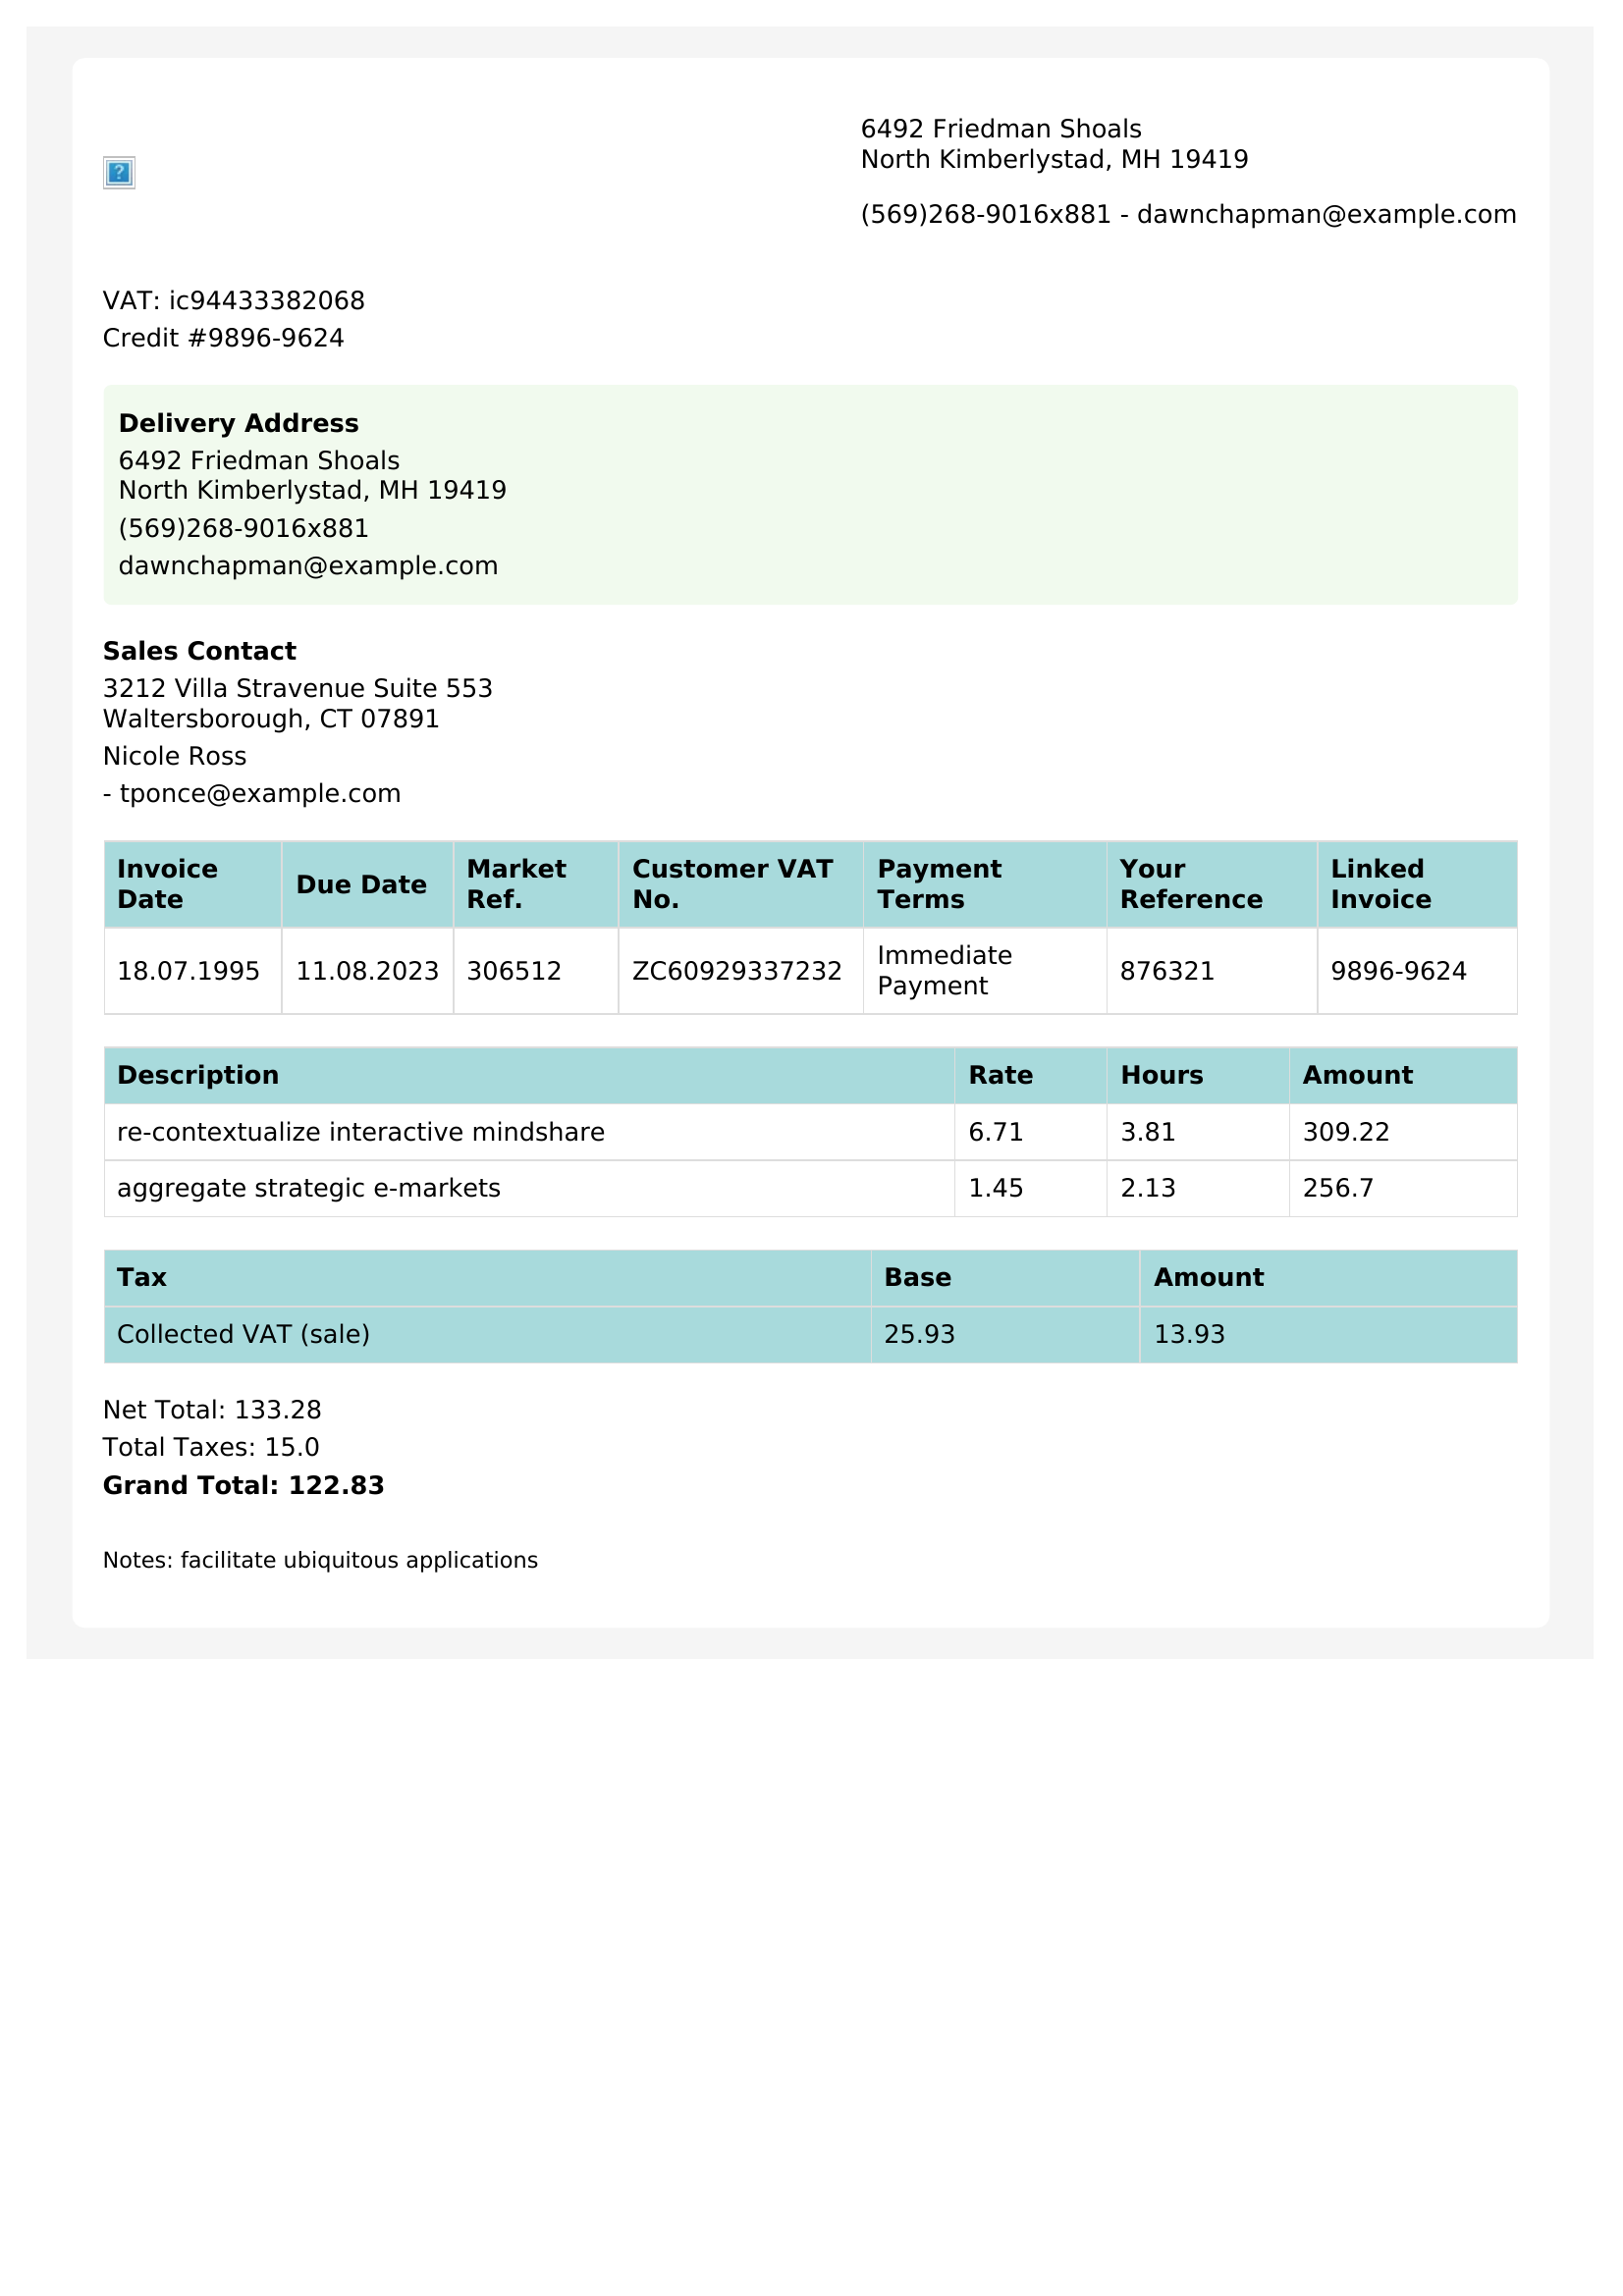 6492 Friedman Shoals
North Kimberlystad, MH 19419
(569)268-9016x881 - dawnchapman@example.com
VAT: ic94433382068
Credit #9896-9624
Delivery Address
6492 Friedman Shoals
North Kimberlystad, MH 19419
(569)268-9016x881
dawnchapman@example.com
Sales Contact
3212 Villa Stravenue Suite 553
Waltersborough, CT 07891
Nicole Ross
- tponce@example.com
Invoice Date Due Date Market Ref. Customer VAT No. Payment Terms Your Reference Linked Invoice
18.07.1995 11.08.2023 306512 ZC60929337232 Immediate Payment 876321 9896-9624
Description Rate Hours Amount
re-contextualize interactive mindshare 6.71 3.81 309.22
aggregate strategic e-markets 1.45 2.13 256.7
Tax Base Amount
Collected VAT (sale) 25.93 13.93
Net Total: 133.28
Total Taxes: 15.0
Grand Total: 122.83
Notes: facilitate ubiquitous applications